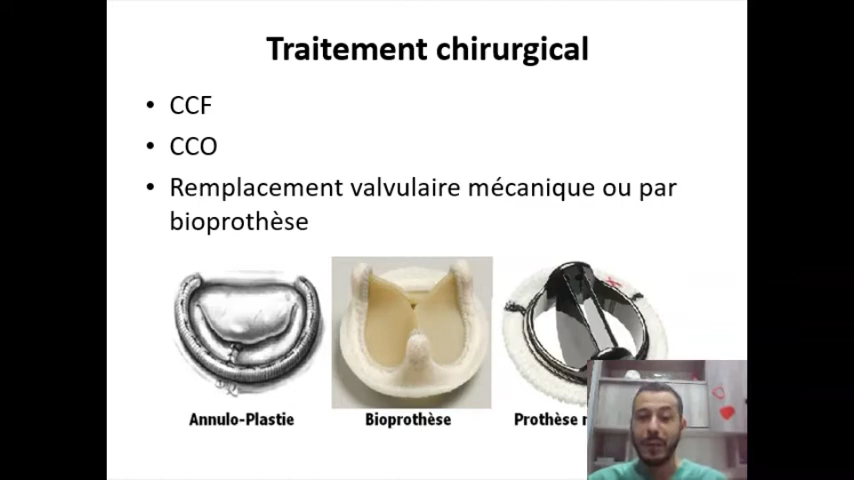 Traitement chirurgical
• CCF
• CCO
• Remplacement valvulaire mécanique ou par
bioprothèse
Annulo-Plastie
Bioprothèse
Prothèse